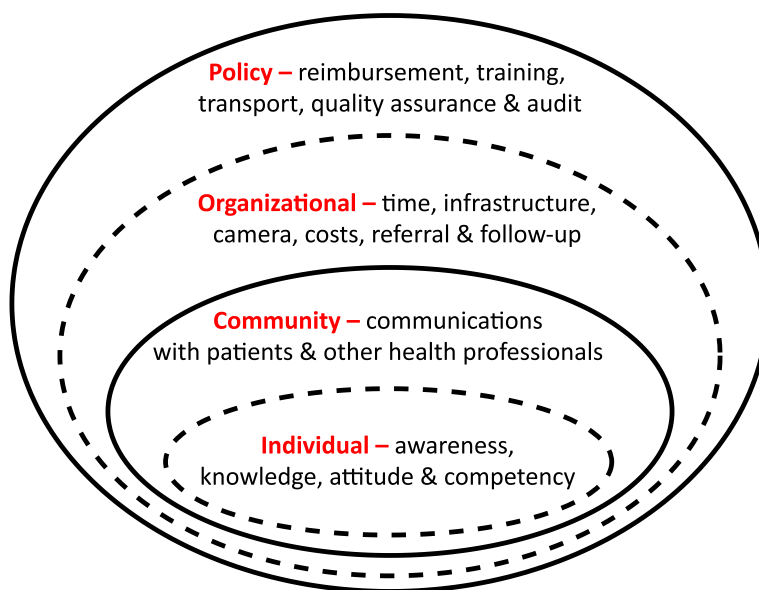 Policy – reimbursement, training,
transport, quality assurance & audit
Organizational – time, infrastructure,
camera, costs, referral & follow-up
Community – communications
with patients & other health professionals
Individual – awareness,
knowledge, attitude & competency